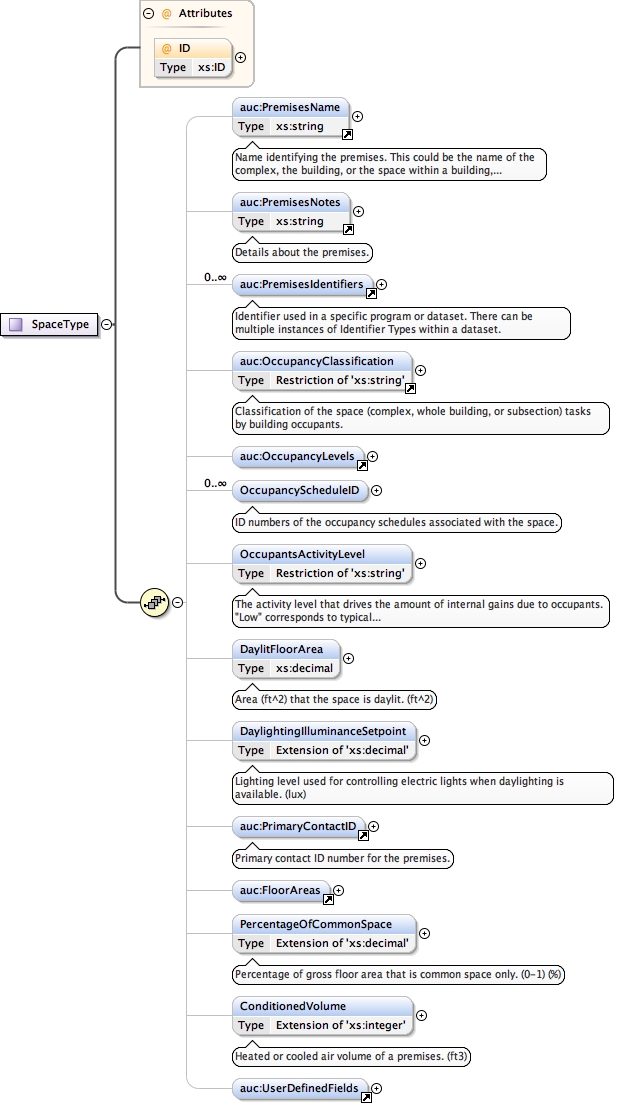 @ Attributes
@ ID
Type xs:ID
auc:PremisesName
Type xs:string
Name identifying the premises. This could be the name of the
complex, the building, or the space within a building,...
auc:PremisesNotes
Type xs:string
Details about the premises.
0..∞
auc:PremisesIdentifiers
Identifier used in a specific program or dataset. There can be
multiple instances of Identifier Types within a dataset.
SpaceType
auc:OccupancyClassification
Type Restriction of 'xs:string'
Classification of the space (complex, whole building, or subsection) tasks
by building occupants.
auc:OccupancyLevels
0..∞
OccupancyScheduleID
ID numbers of the occupancy schedules associated with the space.
OccupantsActivityLevel
Type Restriction of 'xs:string'
The activity level that drives the amount of internal gains due to occupants.
"Low" corresponds to typical...
DaylitFloorArea
Type xs:decimal
Area (ft^2) that the space is daylit. (ft^2)
DaylightingIlluminanceSetpoint
Type Extension of 'xs:decimal'
Lighting level used for controlling electric lights when daylighting is
available. (lux)
auc:PrimaryContactID
Primary contact ID number for the premises.
auc:FloorAreas
PercentageOfCommonSpace
Type Extension of 'xs:decimal'
Percentage of gross floor area that is common space only. (0-1) (%)
ConditionedVolume
Type Extension of 'xs:integer'
Heated or cooled air volume of a premises. (ft3)
auc:UserDefinedFields